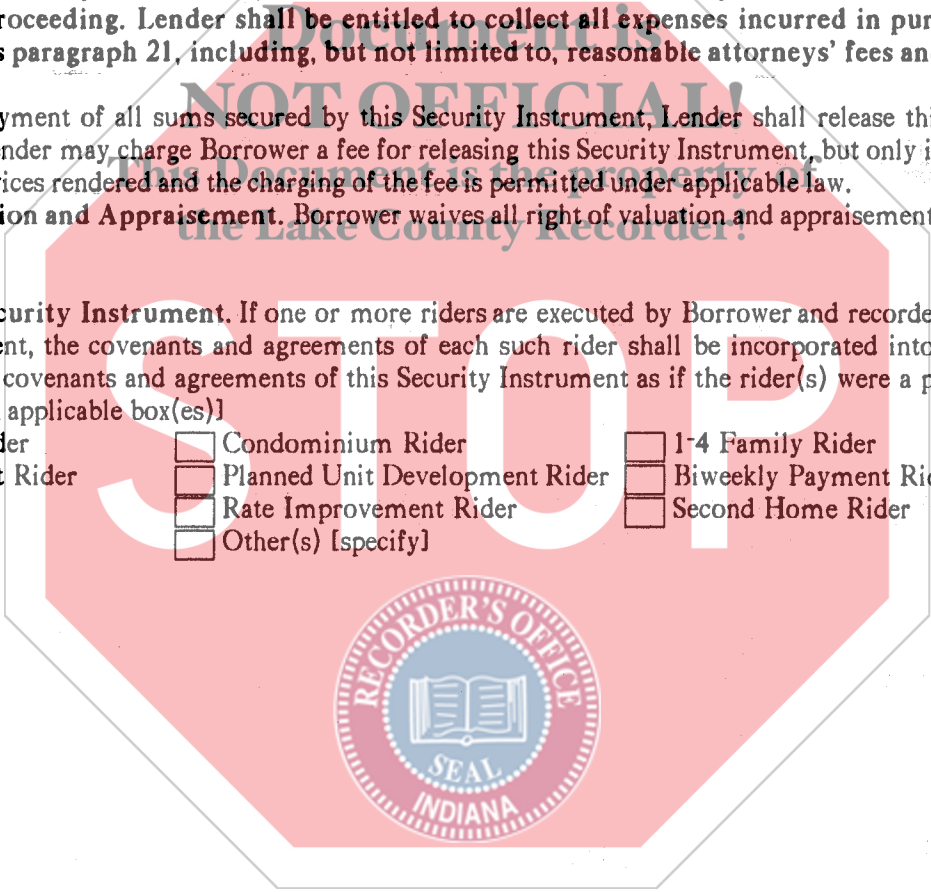 roceeding. Lender shall be entitled to collect all expenses incurred in pur
s paragraph 21, including, but not limited to, reasonable attorneys' fees an
Document is
NOT OFFICIAL!
This Document is the property of
the Lake County Recorder!
yment of all sums secured by this Security Instrument, Lender shall release thi
nder may charge Borrower a fee for releasing this Security Instrument, but only i
ices rendered and the charging of the fee is permitted under applicable law.
ion and Appraisement. Borrower waives all right of valuation and appraisement
curity Instrument. If one or more riders are executed by Borrower and recorde
ent, the covenants and agreements of each such rider shall be incorporated into
covenants and agreements of this Security Instrument as if the rider(s) were a p
applicable box(es)]
der Condominium Rider 1-4 Family Rider
t Rider Planned Unit Development Rider Biweekly Payment Rid
Rate Improvement Rider Second Home Rider
Other(s) [specify]
STOP
RECORDER'S OFFICE
SEAL
INDIANA